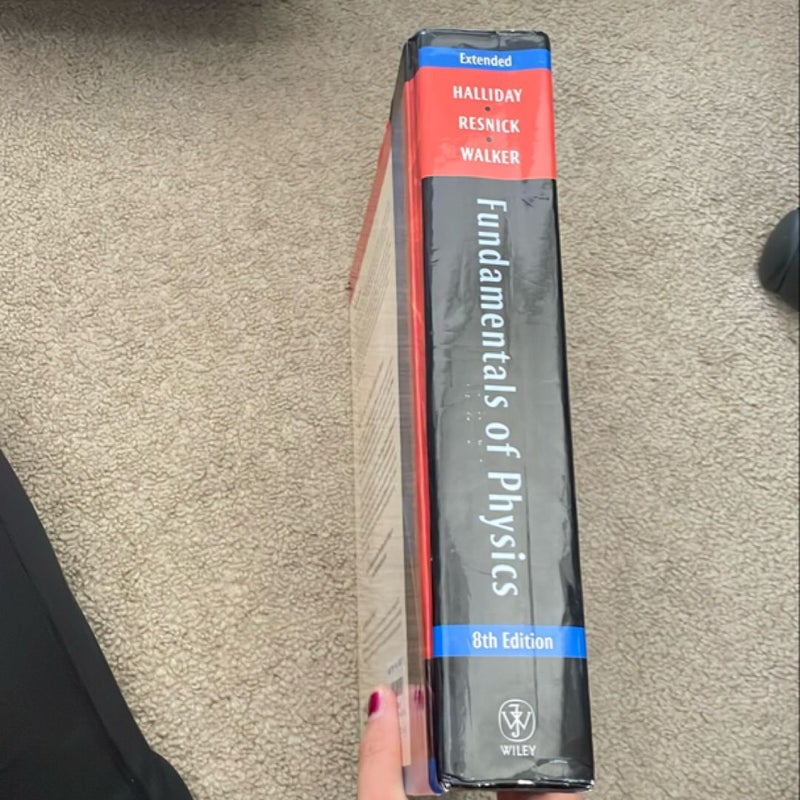 Extended
HALLIDAY
RESNICK
WALKER
Fundamentals of Physics
8th Edition
WILEY